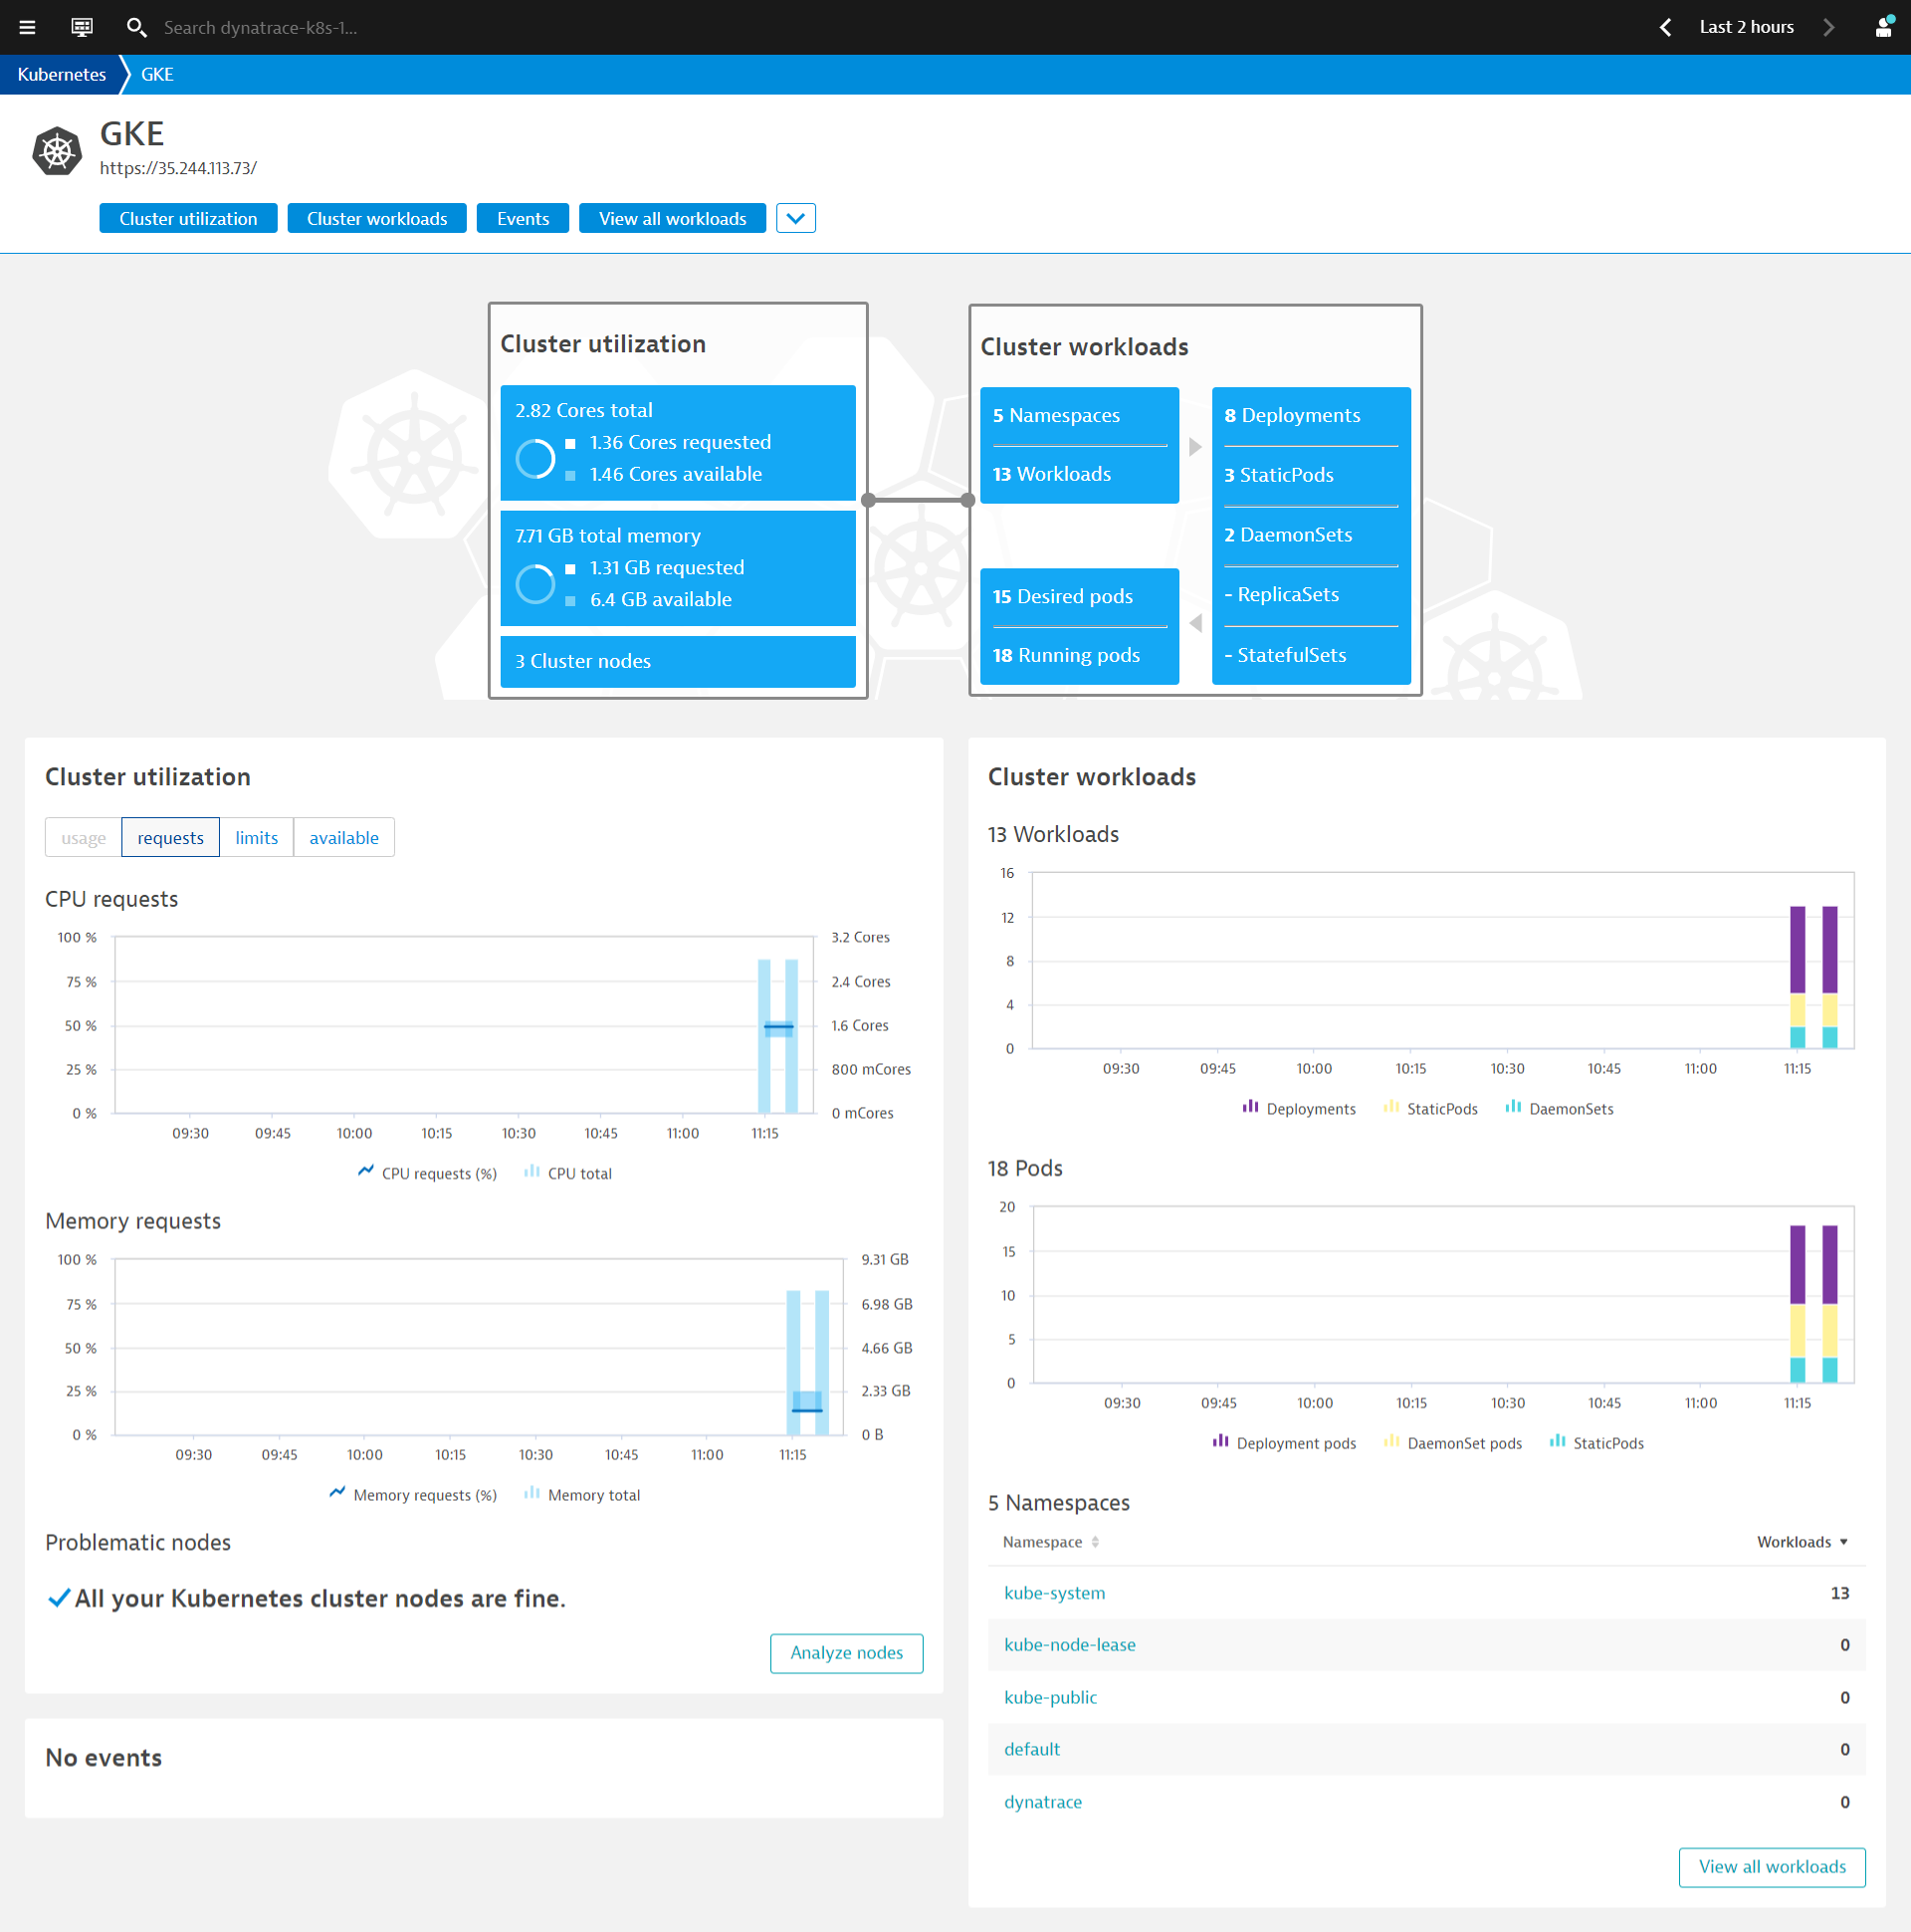 Search dynatrace-k8s-1...
Last 2 hours
Kubernetes
GKE
GKE
https://35.244.113.73/
Cluster utilization
Cluster workloads
Events
View all workloads
Cluster utilization
2.82 Cores total
1.36 Cores requested
1.46 Cores available
7.71 GB total memory
1.31 GB requested
6.4 GB available
3 Cluster nodes
Cluster workloads
5 Namespaces
13 Workloads
8 Deployments
3 StaticPods
2 DaemonSets
- ReplicaSets
- StatefulSets
15 Desired pods
18 Running pods
Cluster utilization
usage
requests
limits
available
CPU requests
100 %
75 %
50 %
25 %
0 %
3.2 Cores
2.4 Cores
1.6 Cores
800 mCores
0 mCores
09:30 09:45 10:00 10:15 10:30 10:45 11:00 11:15
CPU requests (%)
CPU total
Memory requests
100 %
75 %
50 %
25 %
0 %
9.31 GB
6.98 GB
4.66 GB
2.33 GB
0 B
09:30 09:45 10:00 10:15 10:30 10:45 11:00 11:15
Memory requests (%)
Memory total
Problematic nodes
All your Kubernetes cluster nodes are fine.
Analyze nodes
No events
Cluster workloads
13 Workloads
16
12
8
4
0
09:30 09:45 10:00 10:15 10:30 10:45 11:00 11:15
Deployments
StaticPods
DaemonSets
18 Pods
20
15
10
5
0
09:30 09:45 10:00 10:15 10:30 10:45 11:00 11:15
Deployment pods
DaemonSet pods
StaticPods
5 Namespaces
Namespace Workloads
kube-system 13
kube-node-lease 0
kube-public 0
default 0
dynatrace 0
View all workloads